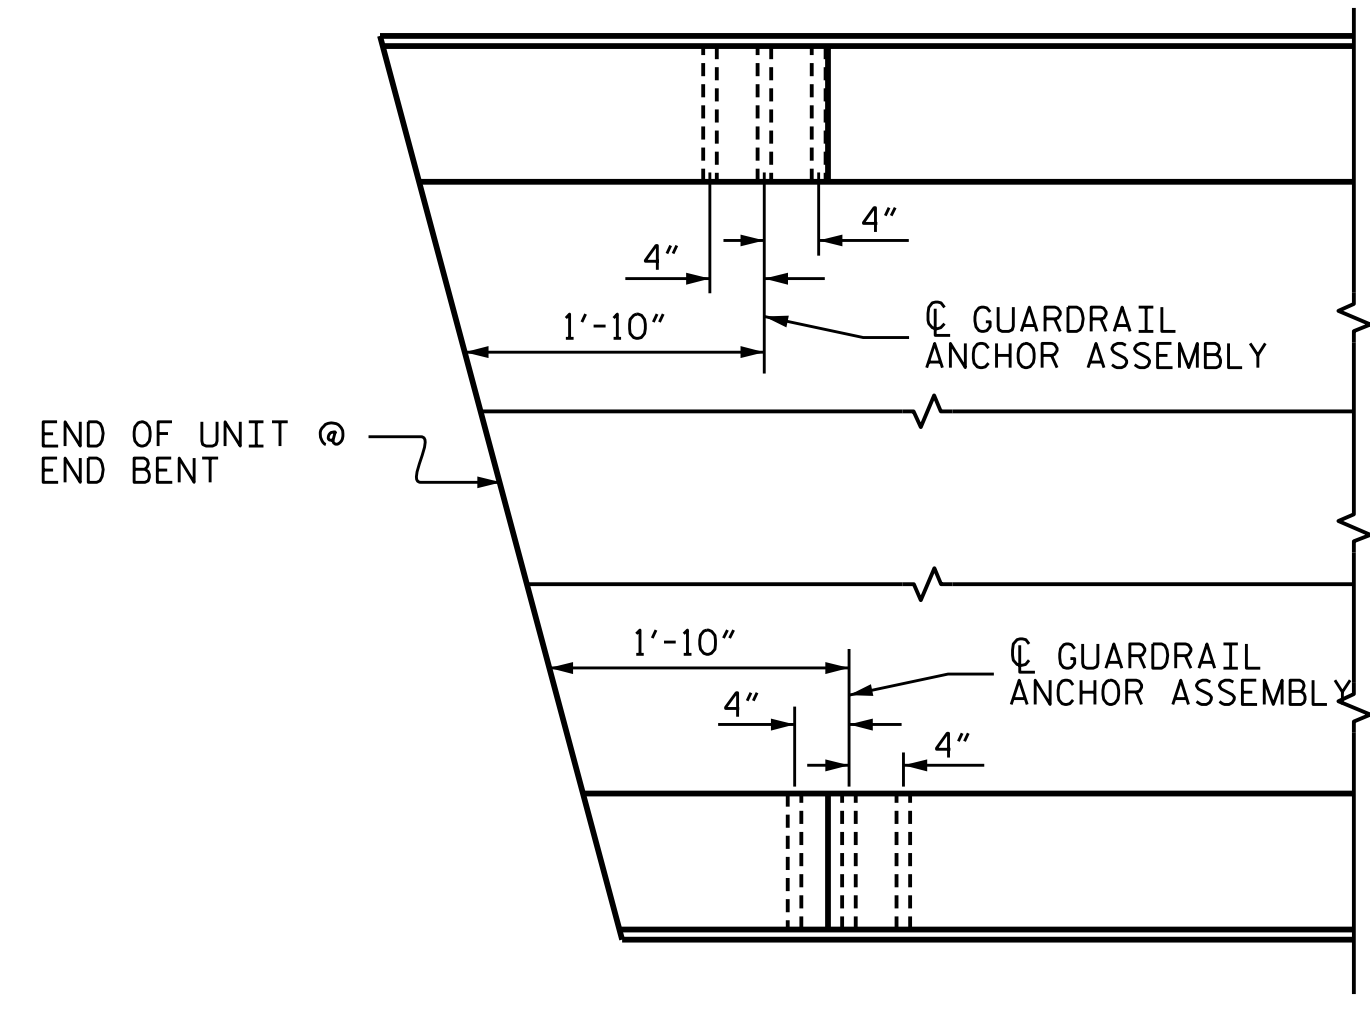 4"
4"
1'-10"
℄ GUARDRAIL
ANCHOR ASSEMBLY
END OF UNIT @
END BENT
1'-10"
℄ GUARDRAIL
ANCHOR ASSEMBLY
4"
4"